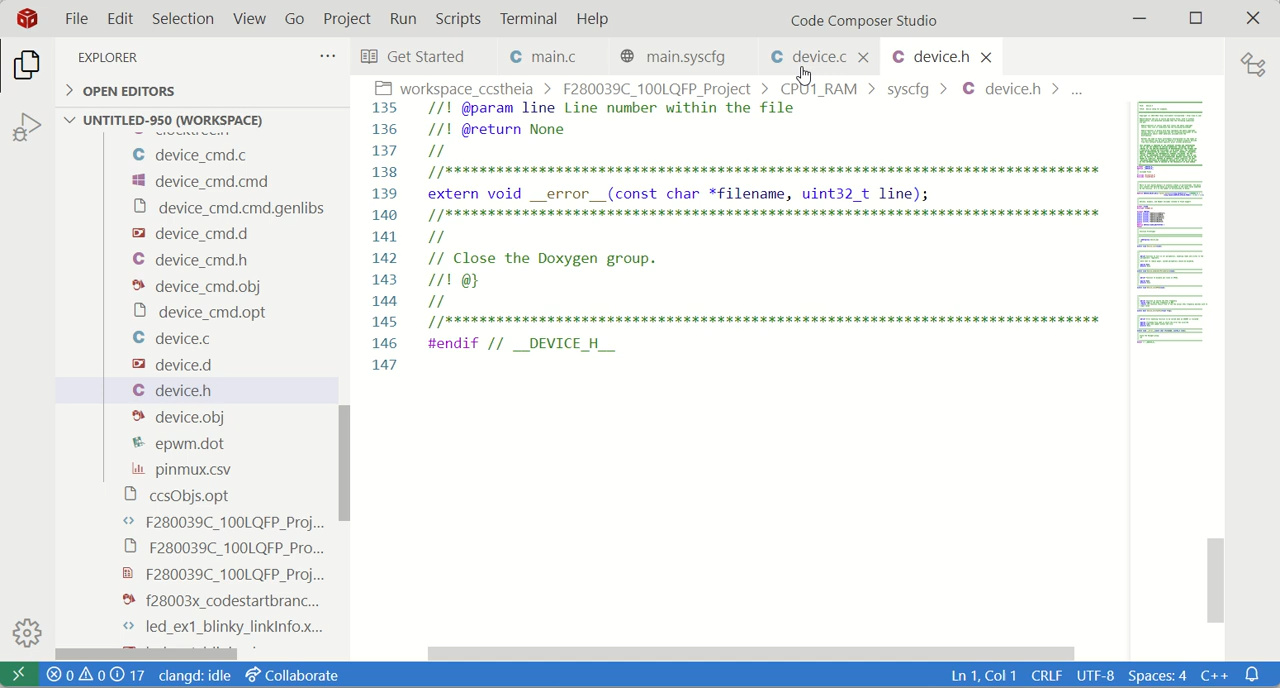 File Edit Selection View Go Project Run Scripts Terminal Help Code Composer Studio
EXPLORER ···
OPEN EDITORS
UNTITLED-950 (WORKSPACE)
device_cmd.c
device_cmd.cmd
device_cmd.cmd.genlibs
device_cmd.d
device_cmd.h
device_cmd.obj
device_cmd.opt
device.c
device.d
device.h
device.obj
epwm.dot
pinmux.csv
ccsObjs.opt
F280039C_100LQFP_Proj...
F280039C_100LQFP_Pro...
F280039C_100LQFP_Proj...
f28003x_codestartbranc...
led_ex1_blinky_linkInfo.x...
Get Started main.c main.syscfg device.c device.h
workspace_ccstheia > F280039C_100LQFP_Project > CPU1_RAM > syscfg > device.h > ...
135 //! @param line Line number within the file
136 //! @return None
137 //
138 //*****************************************************************************
139 extern void __error__(const char *filename, uint32_t line);
140 //*****************************************************************************
141 //
142 // Close the Doxygen group.
143 // @}
144 //
145 //*****************************************************************************
146 #endif // __DEVICE_H__
147
0 0 17 clangd: idle Collaborate Ln 1, Col 1 CRLF UTF-8 Spaces: 4 C++